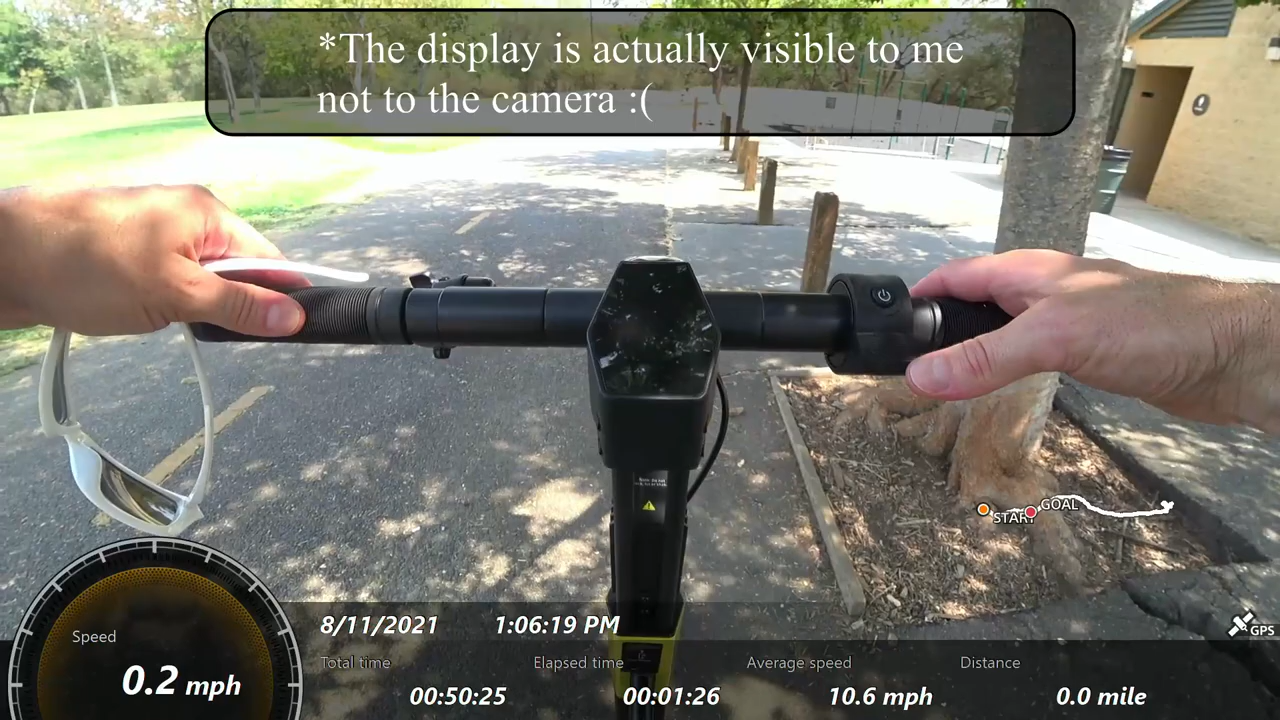 *The display is actually visible to me
not to the camera :(
START
GOAL
GPS
8/11/2021 1:06:19 PM
Speed
0.2 mph
Total time Elapsed time Average speed Distance
00:50:25 00:01:26 10.6 mph 0.0 mile